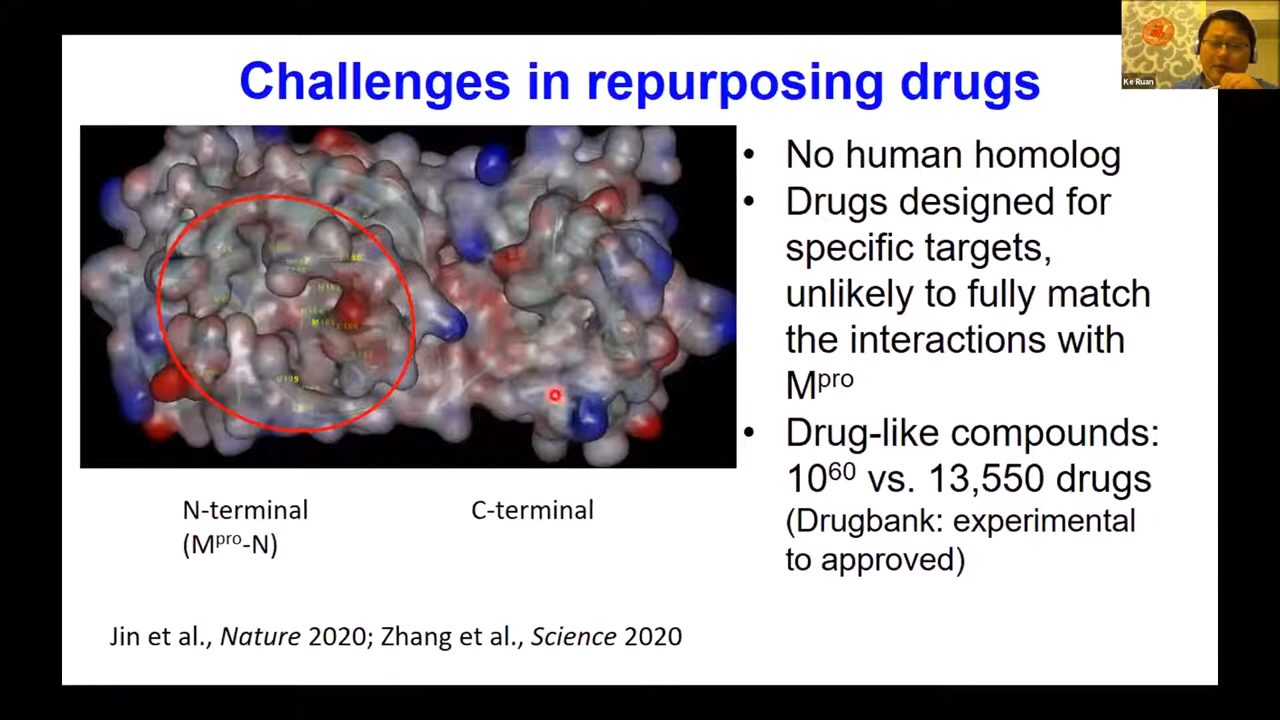 Challenges in repurposing drugs
Ke Ruan
• No human homolog
• Drugs designed for
specific targets,
unlikely to fully match
the interactions with
Mᵖʳᵒ
• Drug-like compounds:
10⁶⁰ vs. 13,550 drugs
(Drugbank: experimental
to approved)
N-terminal
(Mᵖʳᵒ-N)
C-terminal
Jin et al., Nature 2020; Zhang et al., Science 2020